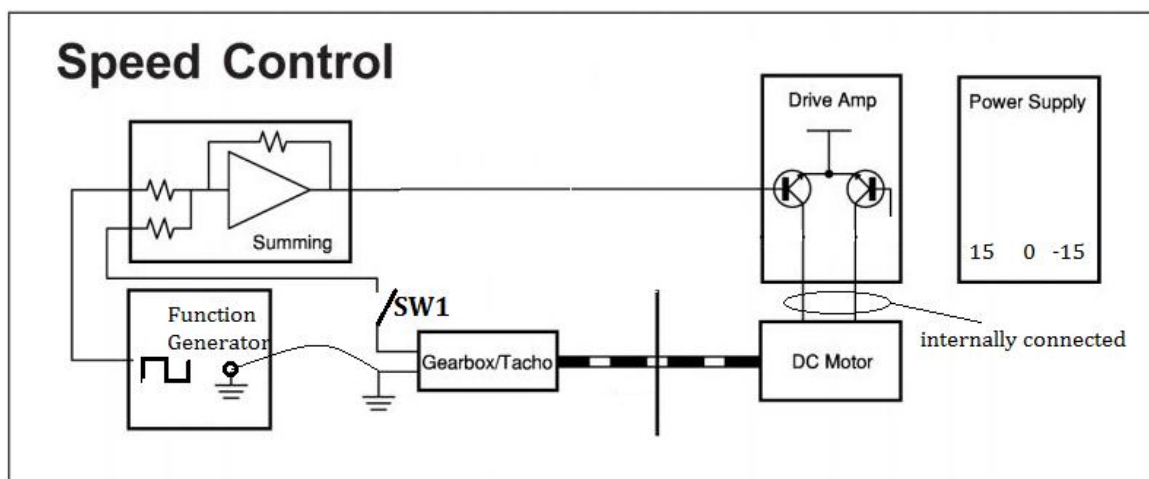 Speed Control
Drive Amp
Power Supply
Summing
15 0 -15
Function
Generator
SW1
internally connected
Gearbox/Tacho
DC Motor